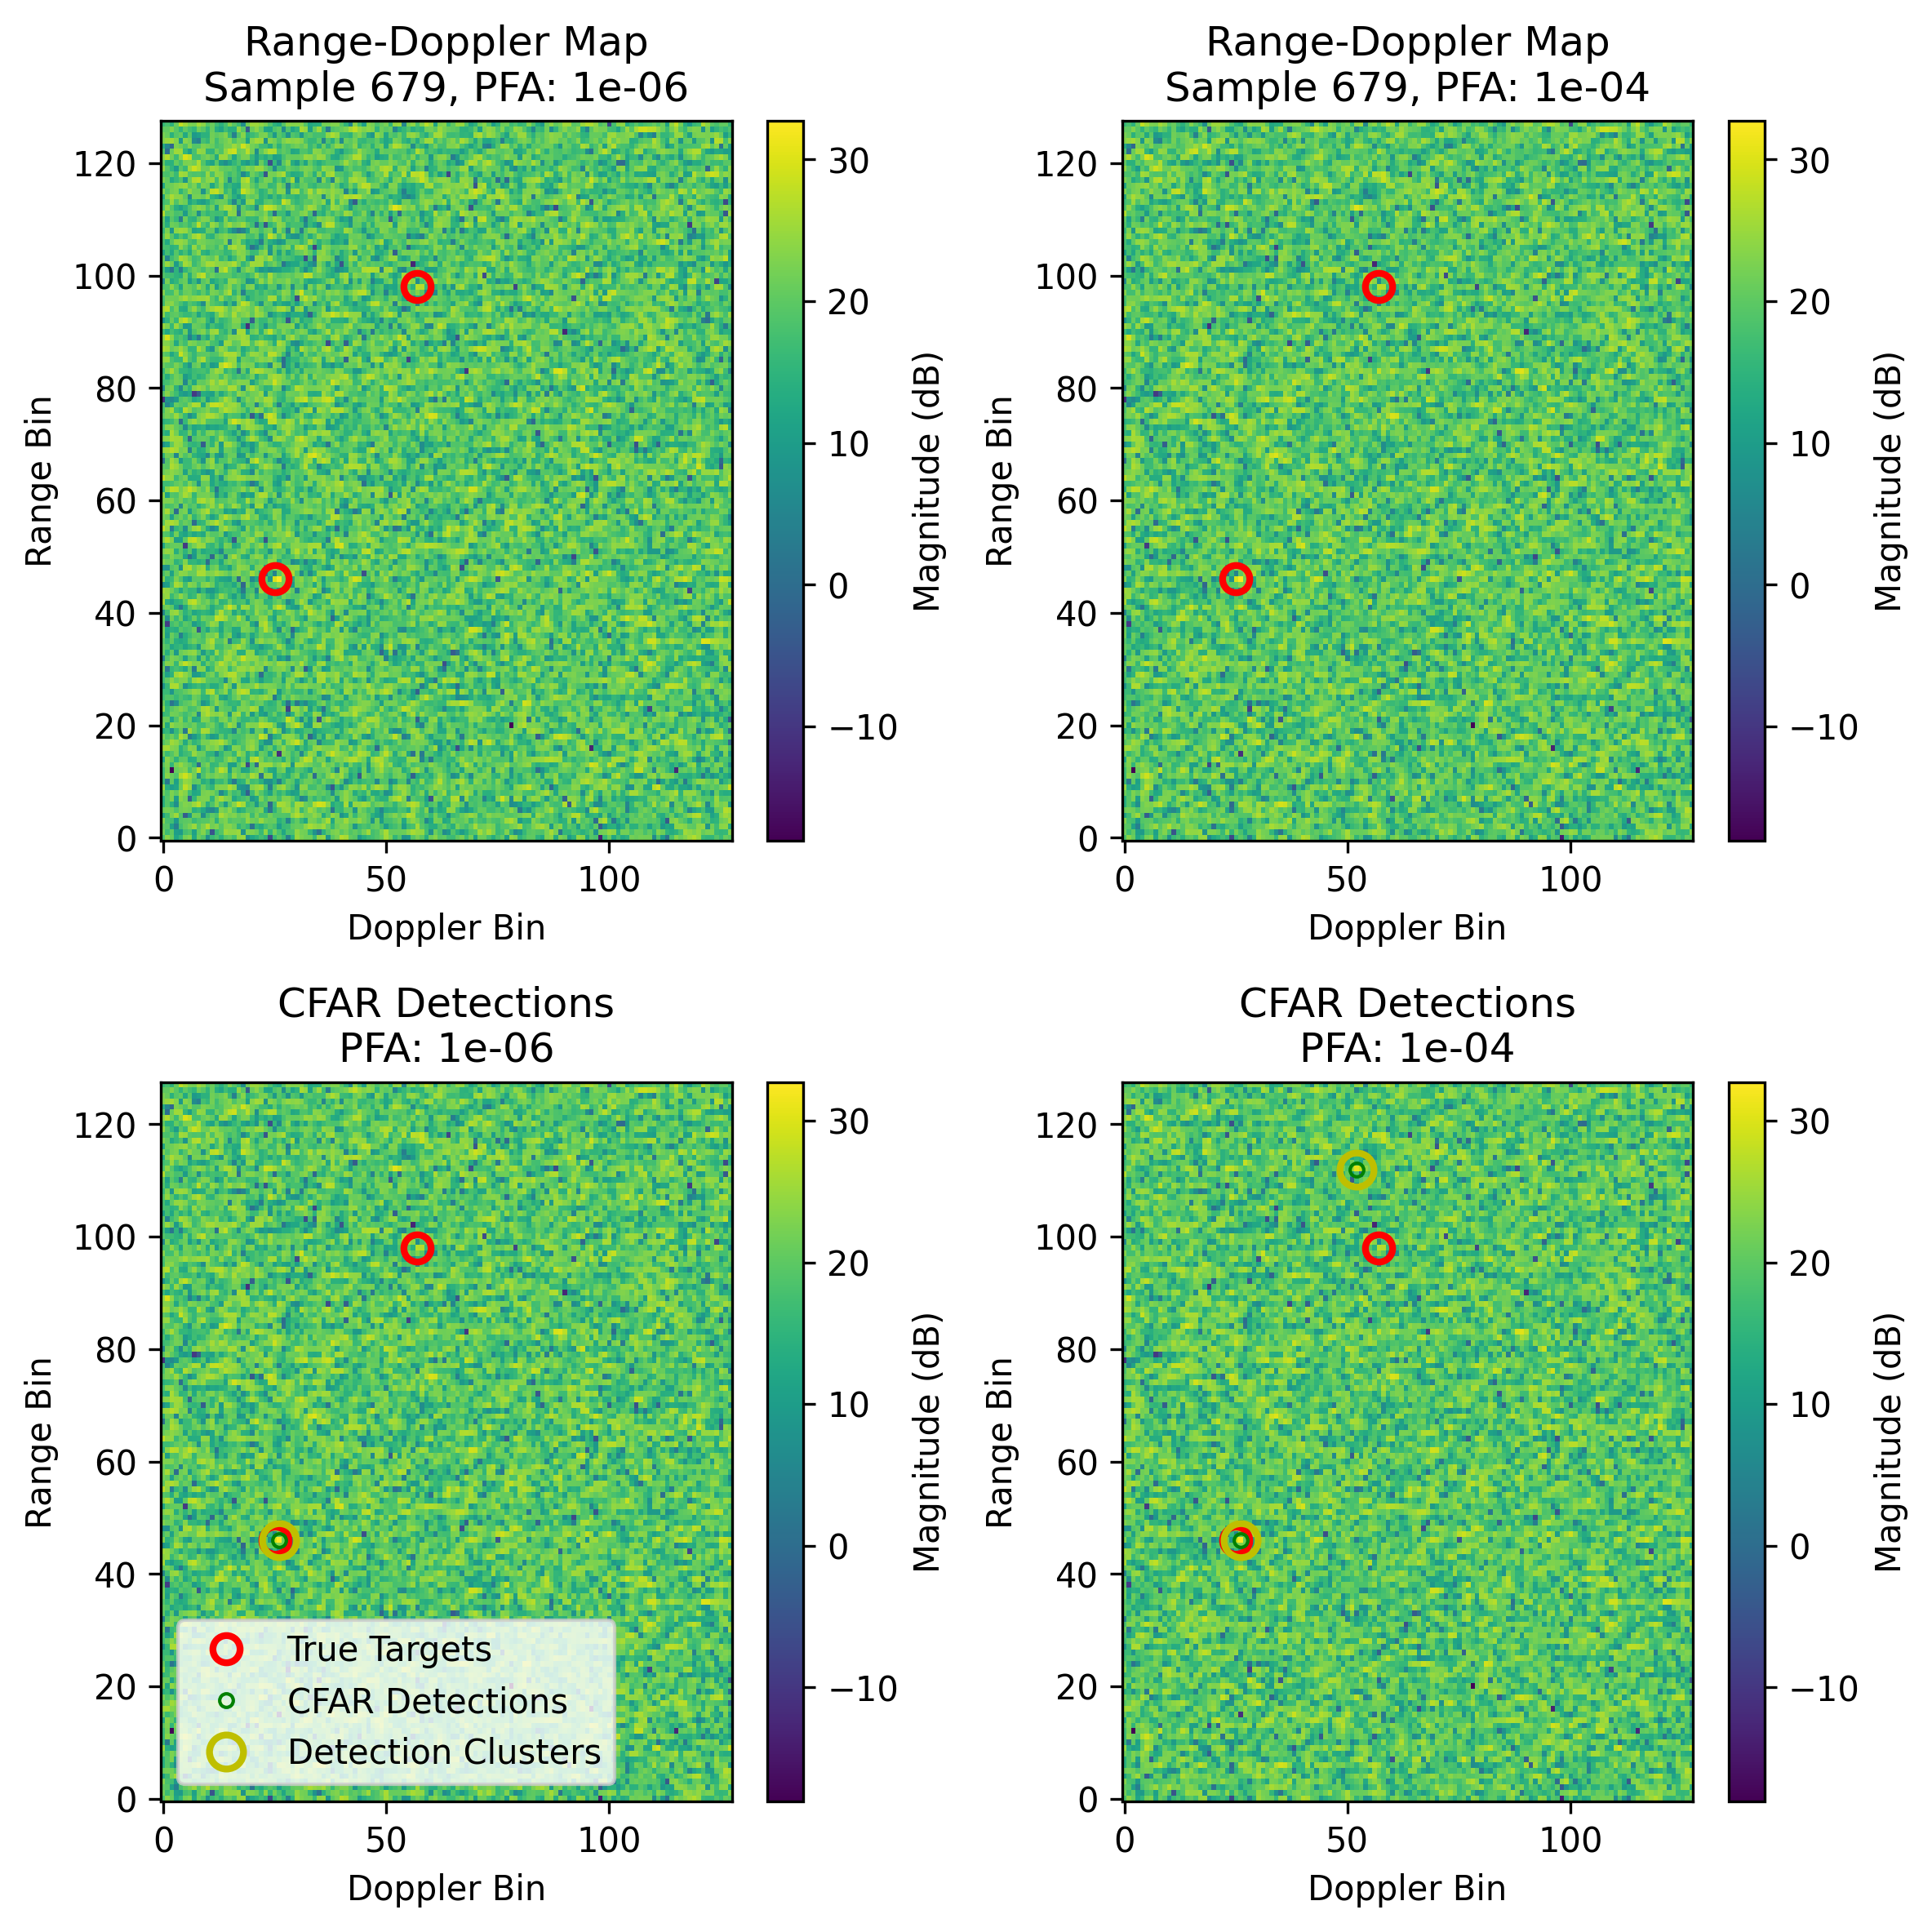 Range-Doppler Map
Sample 679, PFA: 1e-06
120
100
80
60
40
20
0
Range Bin
0
50
100
Doppler Bin
30
20
10
0
−10
Magnitude (dB)
Range-Doppler Map
Sample 679, PFA: 1e-04
120
100
80
60
40
20
0
Range Bin
0
50
100
Doppler Bin
30
20
10
0
−10
Magnitude (dB)
CFAR Detections
PFA: 1e-06
120
100
80
60
40
20
0
Range Bin
True Targets
CFAR Detections
Detection Clusters
0
50
100
Doppler Bin
30
20
10
0
−10
Magnitude (dB)
CFAR Detections
PFA: 1e-04
120
100
80
60
40
20
0
Range Bin
0
50
100
Doppler Bin
30
20
10
0
−10
Magnitude (dB)